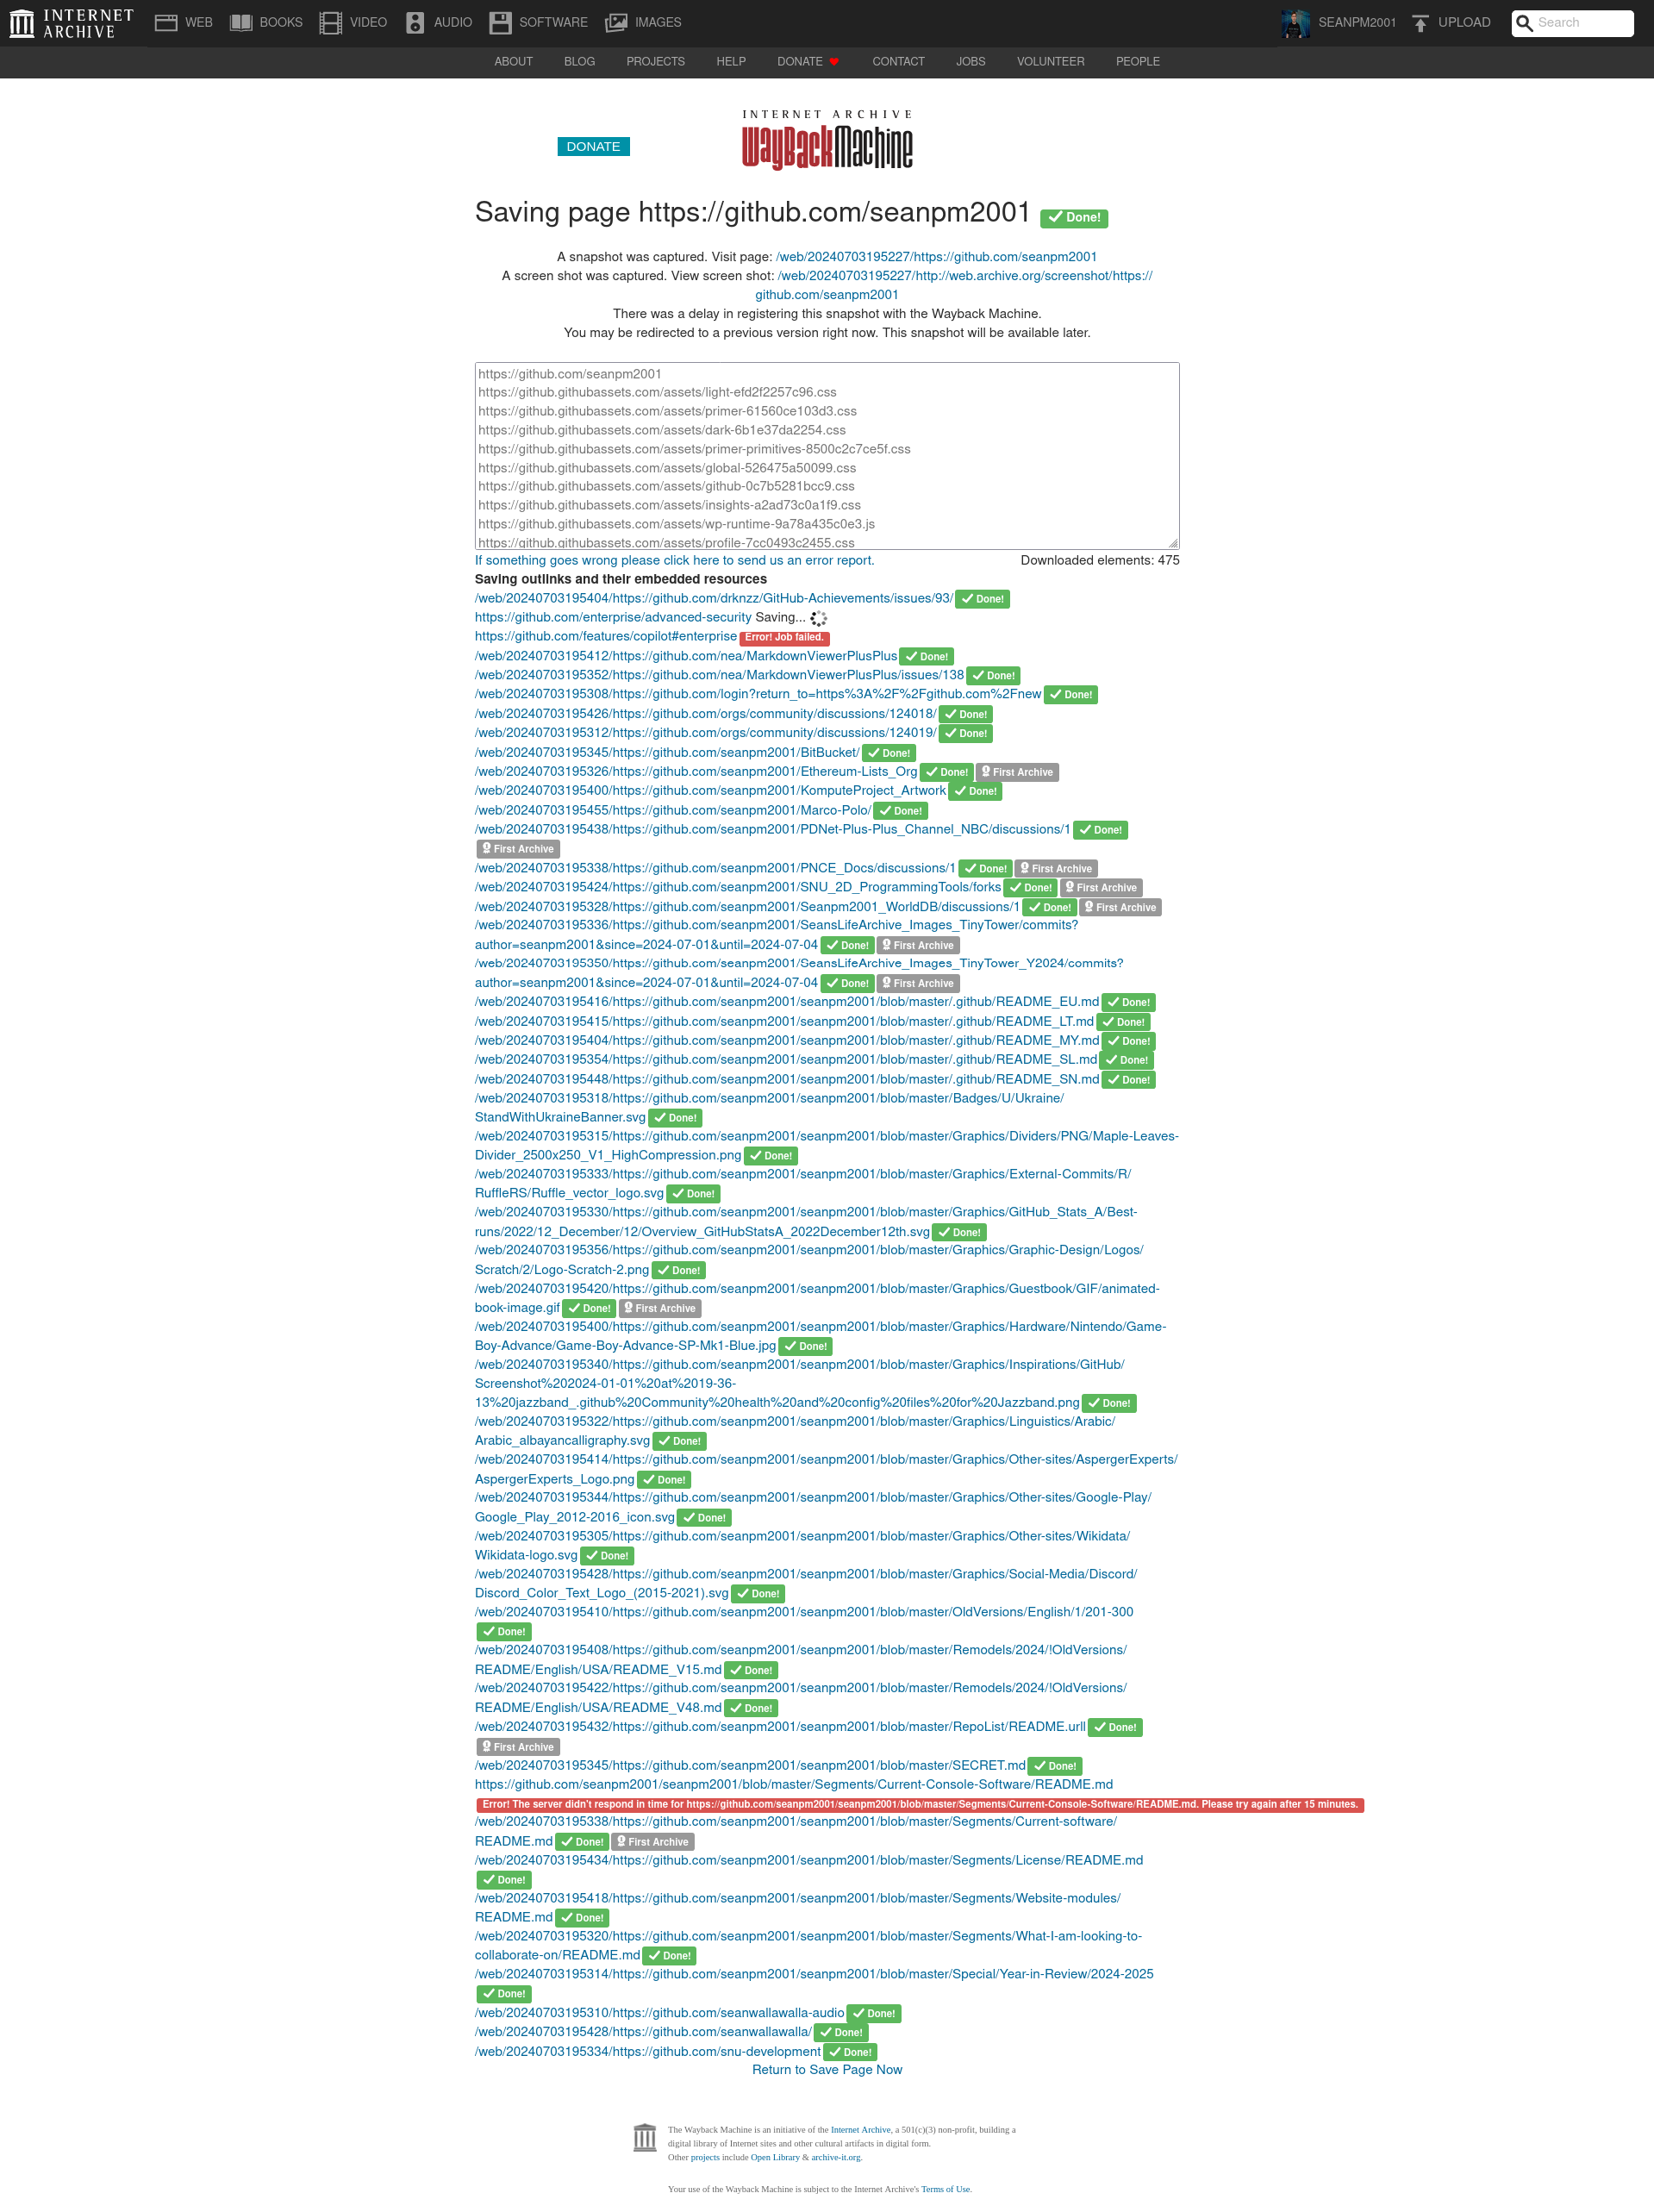 INTERNET ARCHIVE
WEB BOOKS VIDEO AUDIO SOFTWARE IMAGES SEANPM2001 UPLOAD Search
ABOUT BLOG PROJECTS HELP DONATE CONTACT JOBS VOLUNTEER PEOPLE
INTERNET ARCHIVE
DONATE
WayBackMachine
Saving page https://github.com/seanpm2001 Done!
A snapshot was captured. Visit page: /web/20240703195227/https://github.com/seanpm2001
A screen shot was captured. View screen shot: /web/20240703195227/http://web.archive.org/screenshot/https://
github.com/seanpm2001
There was a delay in registering this snapshot with the Wayback Machine.
You may be redirected to a previous version right now. This snapshot will be available later.
https://github.com/seanpm2001
https://github.githubassets.com/assets/light-efd2f2257c96.css
https://github.githubassets.com/assets/primer-61560ce103d3.css
https://github.githubassets.com/assets/dark-6b1e37da2254.css
https://github.githubassets.com/assets/primer-primitives-8500c2c7ce5f.css
https://github.githubassets.com/assets/global-526475a50099.css
https://github.githubassets.com/assets/github-0c7b5281bcc9.css
https://github.githubassets.com/assets/insights-a2ad73c0a1f9.css
https://github.githubassets.com/assets/wp-runtime-9a78a435c0e3.js
https://github.githubassets.com/assets/profile-7cc0493c2455.css
If something goes wrong please click here to send us an error report. Downloaded elements: 475
Saving outlinks and their embedded resources
/web/20240703195404/https://github.com/drknzz/GitHub-Achievements/issues/93/ Done!
https://github.com/enterprise/advanced-security Saving...
https://github.com/features/copilot#enterprise Error! Job failed.
/web/20240703195412/https://github.com/nea/MarkdownViewerPlusPlus Done!
/web/20240703195352/https://github.com/nea/MarkdownViewerPlusPlus/issues/138 Done!
/web/20240703195308/https://github.com/login?return_to=https%3A%2F%2Fgithub.com%2Fnew Done!
/web/20240703195426/https://github.com/orgs/community/discussions/124018/ Done!
/web/20240703195312/https://github.com/orgs/community/discussions/124019/ Done!
/web/20240703195345/https://github.com/seanpm2001/BitBucket/ Done!
/web/20240703195326/https://github.com/seanpm2001/Ethereum-Lists_Org Done! First Archive
/web/20240703195400/https://github.com/seanpm2001/KomputeProject_Artwork Done!
/web/20240703195455/https://github.com/seanpm2001/Marco-Polo/ Done!
/web/20240703195438/https://github.com/seanpm2001/PDNet-Plus-Plus_Channel_NBC/discussions/1 Done!
First Archive
/web/20240703195338/https://github.com/seanpm2001/PNCE_Docs/discussions/1 Done! First Archive
/web/20240703195424/https://github.com/seanpm2001/SNU_2D_ProgrammingTools/forks Done! First Archive
/web/20240703195328/https://github.com/seanpm2001/Seanpm2001_WorldDB/discussions/1 Done! First Archive
/web/20240703195336/https://github.com/seanpm2001/SeansLifeArchive_Images_TinyTower/commits?
author=seanpm2001&since=2024-07-01&until=2024-07-04 Done! First Archive
/web/20240703195350/https://github.com/seanpm2001/SeansLifeArchive_Images_TinyTower_Y2024/commits?
author=seanpm2001&since=2024-07-01&until=2024-07-04 Done! First Archive
/web/20240703195416/https://github.com/seanpm2001/seanpm2001/blob/master/.github/README_EU.md Done!
/web/20240703195415/https://github.com/seanpm2001/seanpm2001/blob/master/.github/README_LT.md Done!
/web/20240703195404/https://github.com/seanpm2001/seanpm2001/blob/master/.github/README_MY.md Done!
/web/20240703195354/https://github.com/seanpm2001/seanpm2001/blob/master/.github/README_SL.md Done!
/web/20240703195448/https://github.com/seanpm2001/seanpm2001/blob/master/.github/README_SN.md Done!
/web/20240703195318/https://github.com/seanpm2001/seanpm2001/blob/master/Badges/U/Ukraine/
StandWithUkraineBanner.svg Done!
/web/20240703195315/https://github.com/seanpm2001/seanpm2001/blob/master/Graphics/Dividers/PNG/Maple-Leaves-
Divider_2500x250_V1_HighCompression.png Done!
/web/20240703195333/https://github.com/seanpm2001/seanpm2001/blob/master/Graphics/External-Commits/R/
RuffleRS/Ruffle_vector_logo.svg Done!
/web/20240703195330/https://github.com/seanpm2001/seanpm2001/blob/master/Graphics/GitHub_Stats_A/Best-
runs/2022/12_December/12/Overview_GitHubStatsA_2022December12th.svg Done!
/web/20240703195356/https://github.com/seanpm2001/seanpm2001/blob/master/Graphics/Graphic-Design/Logos/
Scratch/2/Logo-Scratch-2.png Done!
/web/20240703195420/https://github.com/seanpm2001/seanpm2001/blob/master/Graphics/Guestbook/GIF/animated-
book-image.gif Done! First Archive
/web/20240703195400/https://github.com/seanpm2001/seanpm2001/blob/master/Graphics/Hardware/Nintendo/Game-
Boy-Advance/Game-Boy-Advance-SP-Mk1-Blue.jpg Done!
/web/20240703195340/https://github.com/seanpm2001/seanpm2001/blob/master/Graphics/Inspirations/GitHub/
Screenshot%202024-01-01%20at%2019-36-
13%20jazzband_.github%20Community%20health%20and%20config%20files%20for%20Jazzband.png Done!
/web/20240703195322/https://github.com/seanpm2001/seanpm2001/blob/master/Graphics/Linguistics/Arabic/
Arabic_albayancalligraphy.svg Done!
/web/20240703195414/https://github.com/seanpm2001/seanpm2001/blob/master/Graphics/Other-sites/AspergerExperts/
AspergerExperts_Logo.png Done!
/web/20240703195344/https://github.com/seanpm2001/seanpm2001/blob/master/Graphics/Other-sites/Google-Play/
Google_Play_2012-2016_icon.svg Done!
/web/20240703195305/https://github.com/seanpm2001/seanpm2001/blob/master/Graphics/Other-sites/Wikidata/
Wikidata-logo.svg Done!
/web/20240703195428/https://github.com/seanpm2001/seanpm2001/blob/master/Graphics/Social-Media/Discord/
Discord_Color_Text_Logo_(2015-2021).svg Done!
/web/20240703195410/https://github.com/seanpm2001/seanpm2001/blob/master/OldVersions/English/1/201-300
Done!
/web/20240703195408/https://github.com/seanpm2001/seanpm2001/blob/master/Remodels/2024/!OldVersions/
README/English/USA/README_V15.md Done!
/web/20240703195422/https://github.com/seanpm2001/seanpm2001/blob/master/Remodels/2024/!OldVersions/
README/English/USA/README_V48.md Done!
/web/20240703195432/https://github.com/seanpm2001/seanpm2001/blob/master/RepoList/README.urll Done!
First Archive
/web/20240703195345/https://github.com/seanpm2001/seanpm2001/blob/master/SECRET.md Done!
https://github.com/seanpm2001/seanpm2001/blob/master/Segments/Current-Console-Software/README.md
Error! The server didn't respond in time for https://github.com/seanpm2001/seanpm2001/blob/master/Segments/Current-Console-Software/README.md. Please try again after 15 minutes.
/web/20240703195338/https://github.com/seanpm2001/seanpm2001/blob/master/Segments/Current-software/
README.md Done! First Archive
/web/20240703195434/https://github.com/seanpm2001/seanpm2001/blob/master/Segments/License/README.md
Done!
/web/20240703195418/https://github.com/seanpm2001/seanpm2001/blob/master/Segments/Website-modules/
README.md Done!
/web/20240703195320/https://github.com/seanpm2001/seanpm2001/blob/master/Segments/What-I-am-looking-to-
collaborate-on/README.md Done!
/web/20240703195314/https://github.com/seanpm2001/seanpm2001/blob/master/Special/Year-in-Review/2024-2025
Done!
/web/20240703195310/https://github.com/seanwallawalla-audio Done!
/web/20240703195428/https://github.com/seanwallawalla/ Done!
/web/20240703195334/https://github.com/snu-development Done!
Return to Save Page Now
The Wayback Machine is an initiative of the Internet Archive, a 501(c)(3) non-profit, building a
digital library of Internet sites and other cultural artifacts in digital form.
Other projects include Open Library & archive-it.org.
Your use of the Wayback Machine is subject to the Internet Archive's Terms of Use.